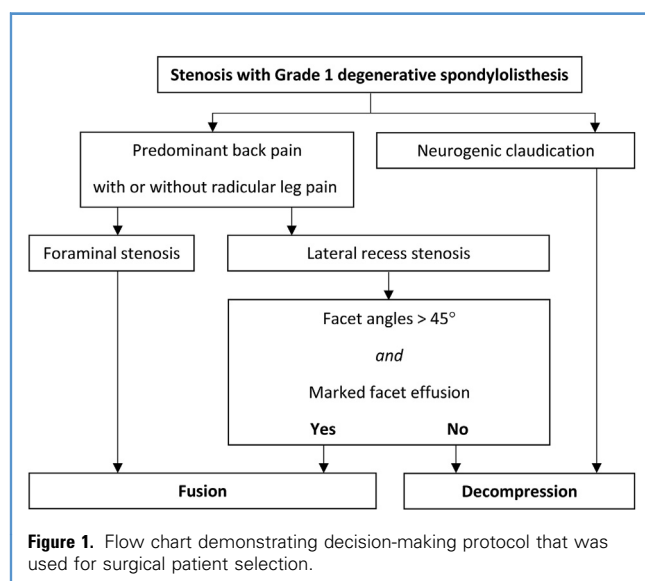 Stenosis with Grade 1 degenerative spondylolisthesis
Predominant back pain
with or without radicular leg pain
Neurogenic claudication
Foraminal stenosis
Lateral recess stenosis
Facet angles > 45°
and
Marked facet effusion
Yes No
Fusion
Decompression
Figure 1. Flow chart demonstrating decision-making protocol that was
used for surgical patient selection.